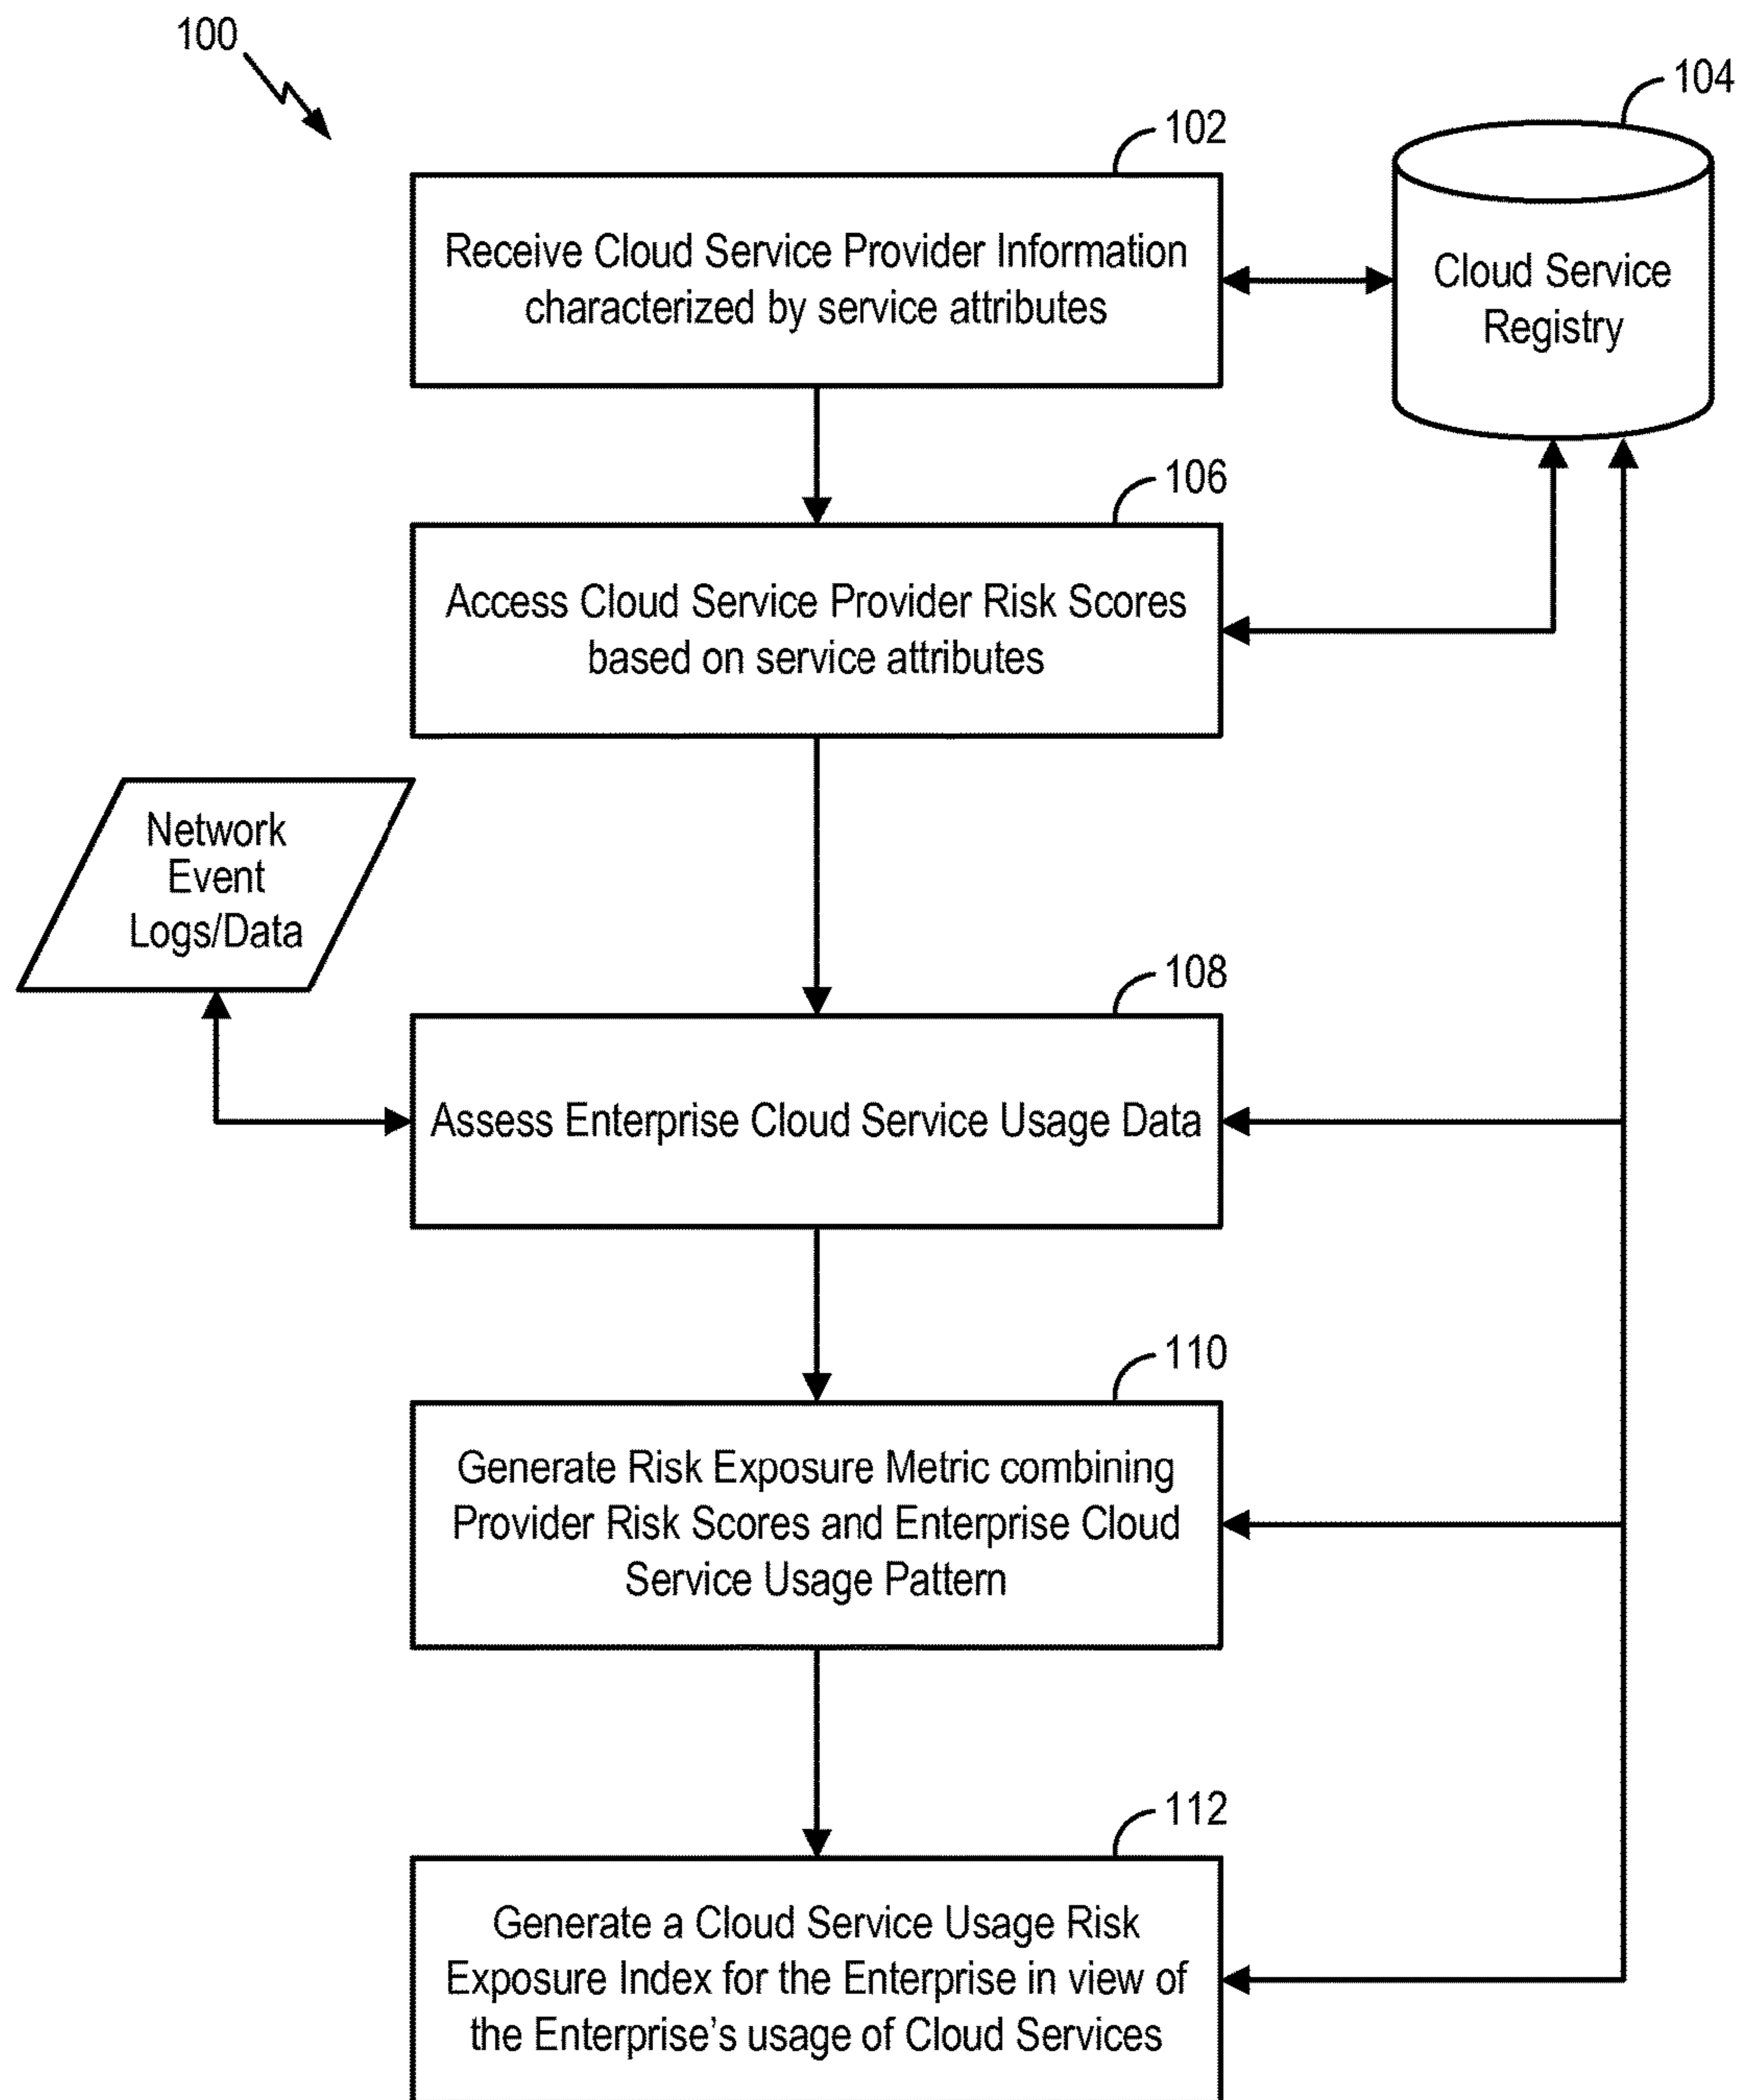 100
104
102
Receive Cloud Service Provider Information
characterized by service attributes
Cloud Service
Registry
106
Access Cloud Service Provider Risk Scores
based on service attributes
Network
Event
Logs/Data
108
Assess Enterprise Cloud Service Usage Data
110
Generate Risk Exposure Metric combining
Provider Risk Scores and Enterprise Cloud
Service Usage Pattern
112
Generate a Cloud Service Usage Risk
Exposure Index for the Enterprise in view of
the Enterprise's usage of Cloud Services